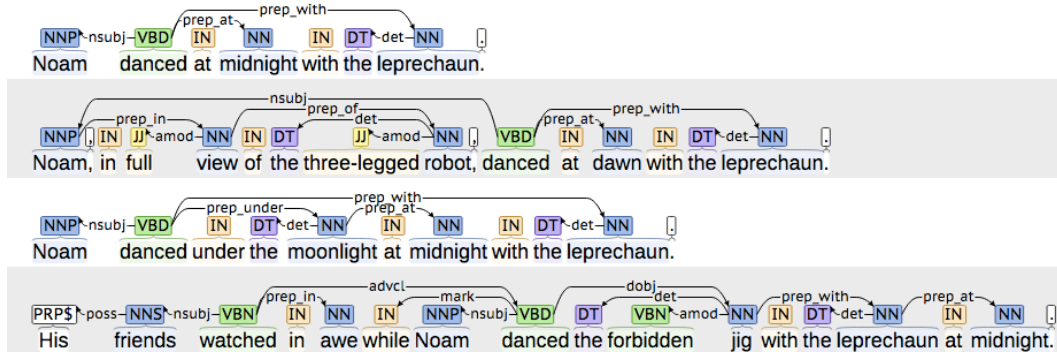 prep_with
prep_at
NNP nsubj VBD IN NN IN DT det NN .
Noam danced at midnight with the leprechaun.
nsubj
prep_of
prep_in det prep_at prep_with
NNP , IN JJ amod NN IN DT JJ amod NN , VBD IN NN IN DT det NN .
Noam, in full view of the three-legged robot, danced at dawn with the leprechaun.
prep_with
prep_under prep_at
NNP nsubj VBD IN DT det NN IN NN IN DT det NN .
Noam danced under the moonlight at midnight with the leprechaun.
advcl dobj
prep_in mark det prep_with prep_at
PRP$ poss NNS nsubj VBN IN NN IN NNP nsubj VBD DT VBN amod NN IN DT det NN IN NN .
His friends watched in awe while Noam danced the forbidden jig with the leprechaun at midnight.